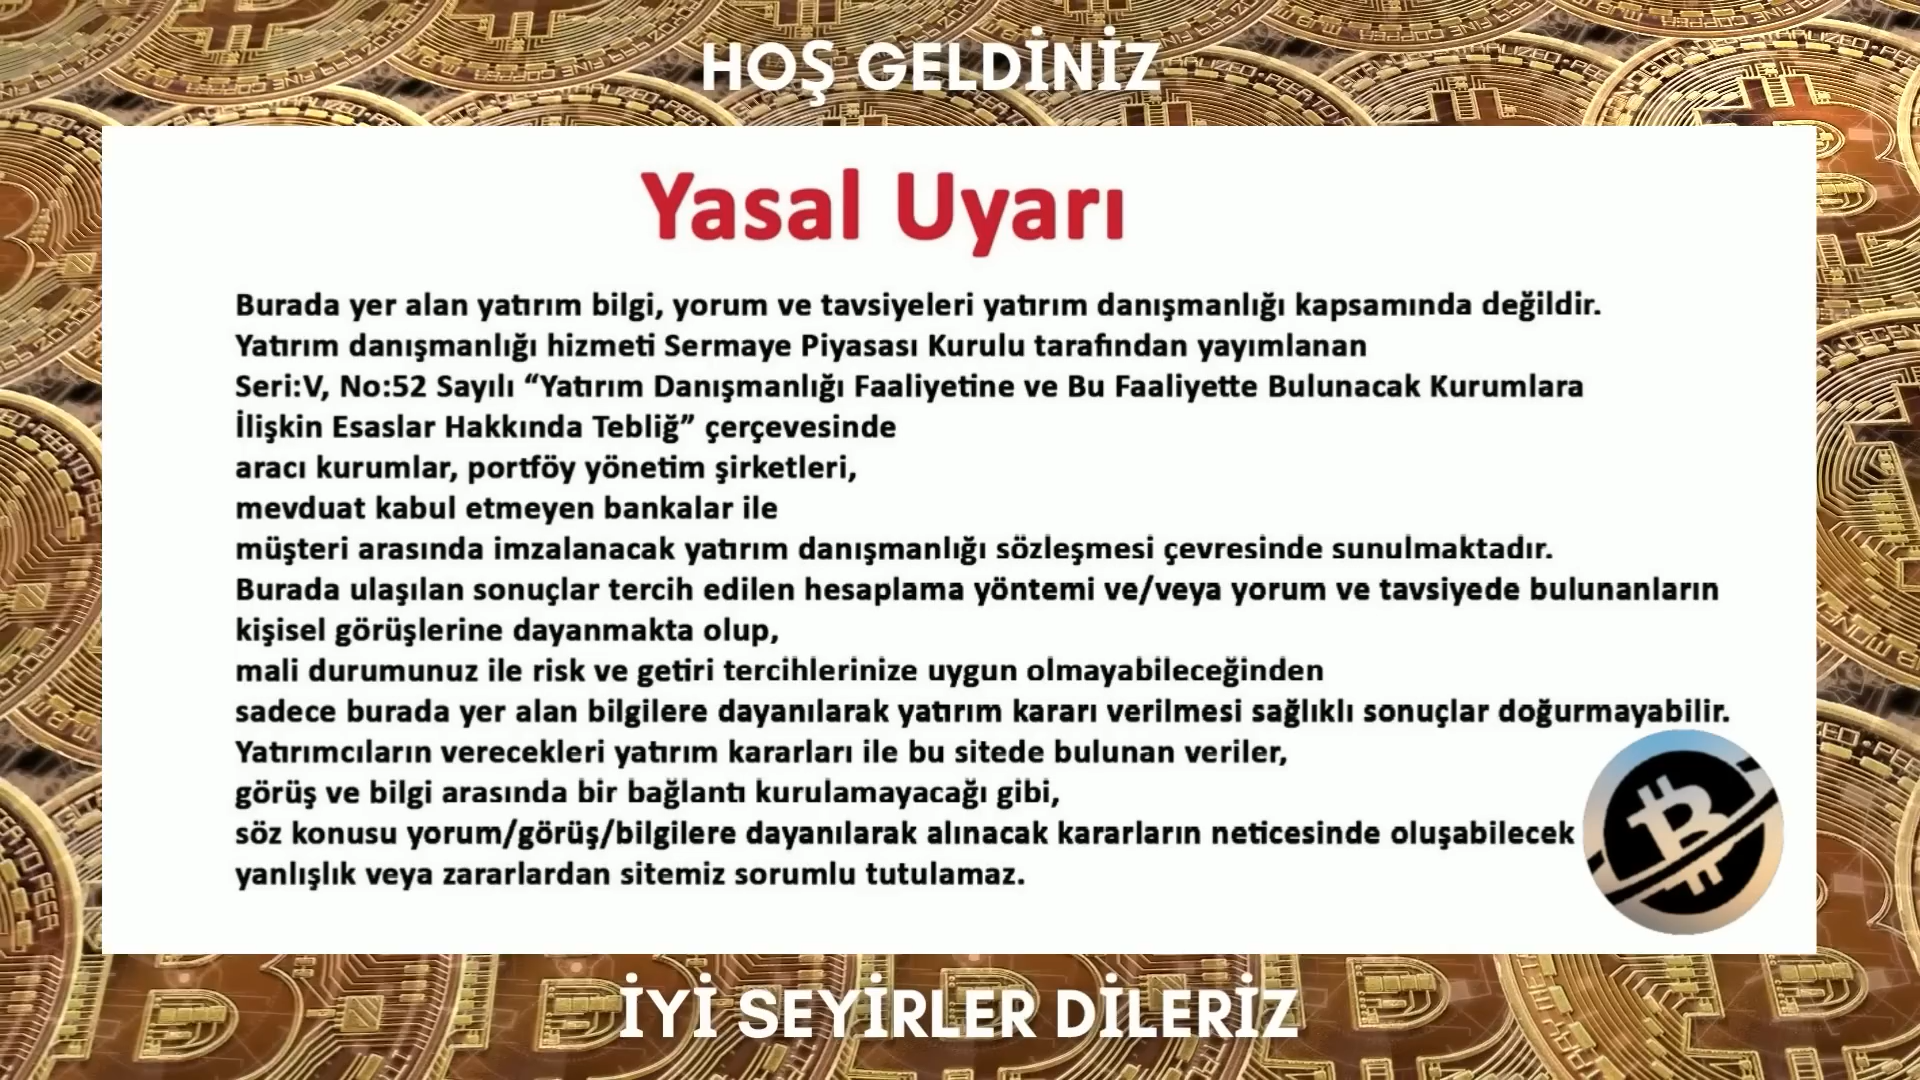 HOŞ GELDİNİZ
Yasal Uyarı
Burada yer alan yatırım bilgi, yorum ve tavsiyeleri yatırım danışmanlığı kapsamında değildir.
Yatırım danışmanlığı hizmeti Sermaye Piyasası Kurulu tarafından yayımlanan
Seri:V, No:52 Sayılı “Yatırım Danışmanlığı Faaliyetine ve Bu Faaliyette Bulunacak Kurumlara
İlişkin Esaslar Hakkında Tebliğ” çerçevesinde
aracı kurumlar, portföy yönetim şirketleri,
mevduat kabul etmeyen bankalar ile
müşteri arasında imzalanacak yatırım danışmanlığı sözleşmesi çevresinde sunulmaktadır.
Burada ulaşılan sonuçlar tercih edilen hesaplama yöntemi ve/veya yorum ve tavsiyede bulunanların
kişisel görüşlerine dayanmakta olup,
mali durumunuz ile risk ve getiri tercihlerinize uygun olmayabileceğinden
sadece burada yer alan bilgilere dayanılarak yatırım kararı verilmesi sağlıklı sonuçlar doğurmayabilir.
Yatırımcıların verecekleri yatırım kararları ile bu sitede bulunan veriler,
görüş ve bilgi arasında bir bağlantı kurulamayacağı gibi,
söz konusu yorum/görüş/bilgilere dayanılarak alınacak kararların neticesinde oluşabilecek
yanlışlık veya zararlardan sitemiz sorumlu tutulamaz.
İYİ SEYİRLER DİLERİZ